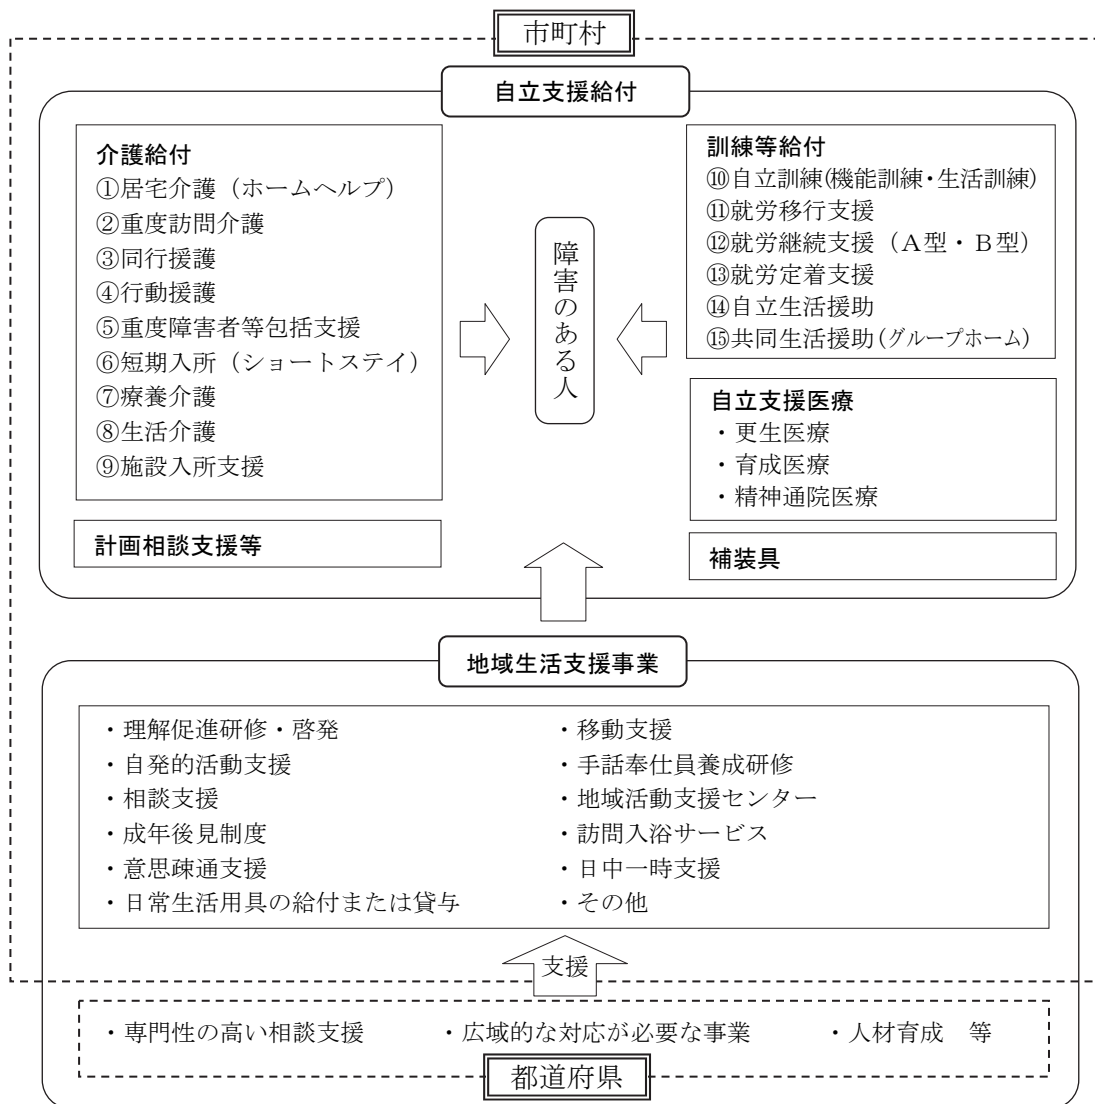 市町村
自立支援給付
介護給付
①居宅介護（ホームヘルプ）
②重度訪問介護
③同行援護
④行動援護
⑤重度障害者等包括支援
⑥短期入所（ショートステイ）
⑦療養介護
⑧生活介護
⑨施設入所支援
計画相談支援等
障害のある人
訓練等給付
⑩自立訓練(機能訓練・生活訓練)
⑪就労移行支援
⑫就労継続支援（Ａ型・Ｂ型）
⑬就労定着支援
⑭自立生活援助
⑮共同生活援助(グループホーム)
自立支援医療
・更生医療
・育成医療
・精神通院医療
補装具
地域生活支援事業
・理解促進研修・啓発
・自発的活動支援
・相談支援
・成年後見制度
・意思疎通支援
・日常生活用具の給付または貸与
・移動支援
・手話奉仕員養成研修
・地域活動支援センター
・訪問入浴サービス
・日中一時支援
・その他
支援
・専門性の高い相談支援　・広域的な対応が必要な事業　・人材育成　等
都道府県